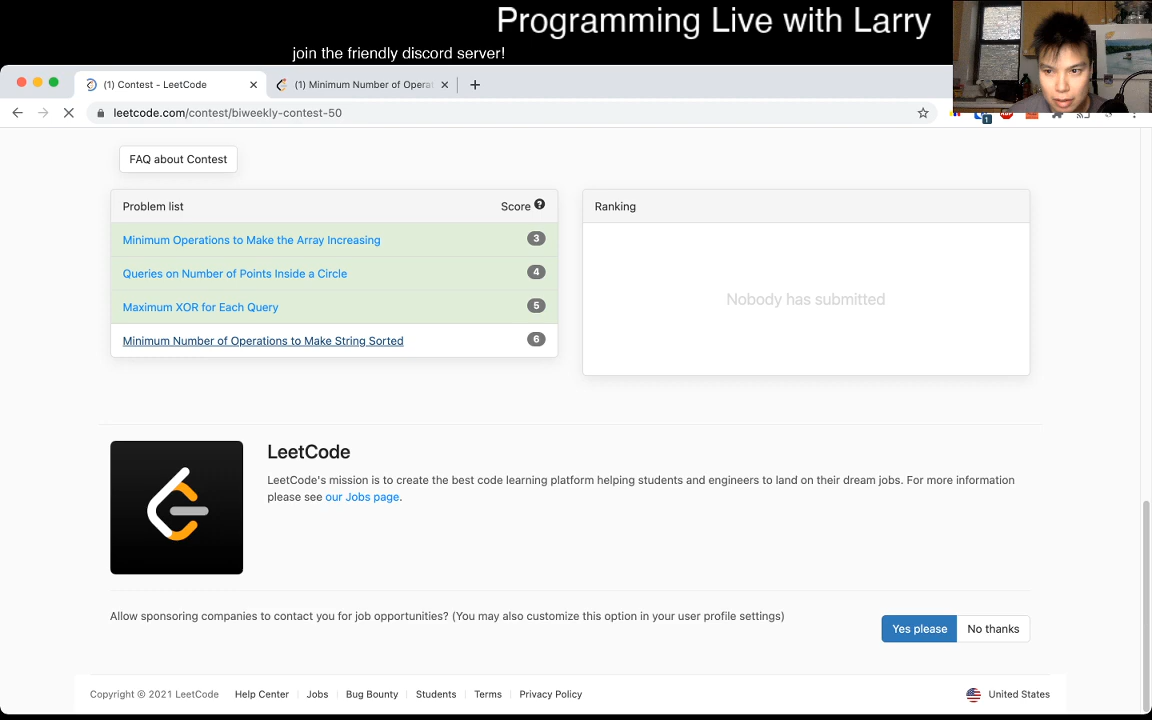 Programming Live with Larry
join the friendly discord server!
(1) Contest - LeetCode
(1) Minimum Number of Operat
leetcode.com/contest/biweekly-contest-50
1
FAQ about Contest
Problem list Score ?
Minimum Operations to Make the Array Increasing 3
Queries on Number of Points Inside a Circle 4
Maximum XOR for Each Query 5
Minimum Number of Operations to Make String Sorted 6
Ranking
Nobody has submitted
LeetCode
LeetCode's mission is to create the best code learning platform helping students and engineers to land on their dream jobs. For more information
please see our Jobs page.
Allow sponsoring companies to contact you for job opportunities? (You may also customize this option in your user profile settings)
Yes please No thanks
Copyright © 2021 LeetCode Help Center Jobs Bug Bounty Students Terms Privacy Policy United States